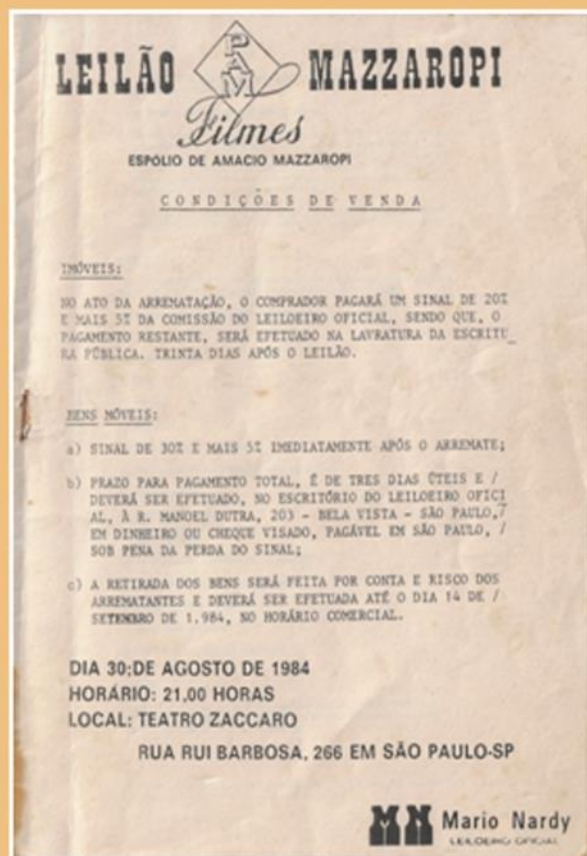 LEILÃO PAM MAZZAROPI
Filmes
ESPÓLIO DE AMACIO MAZZAROPI
CONDIÇÕES DE VENDA
IMÓVEIS:
NO ATO DA ARREMATAÇÃO, O COMPRADOR PAGARÁ UM SINAL DE 20%
E MAIS 5% DA COMISSÃO DO LEILOEIRO OFICIAL, SENDO QUE, O
PAGAMENTO RESTANTE, SERÁ EFETUADO NA LAVRATURA DA ESCRITU_
RA PÚBLICA. TRINTA DIAS APÓS O LEILÃO.
BENS MÓVEIS:
a) SINAL DE 30% E MAIS 5% IMEDIATAMENTE APÓS O ARREMATE;
b) PRAZO PARA PAGAMENTO TOTAL, É DE TRES DIAS ÚTEIS E /
DEVERÁ SER EFETUADO, NO ESCRITÓRIO DO LEILOEIRO OFICI
AL, À R. MANOEL DUTRA, 203 - BELA VISTA - SÃO PAULO,/
EM DINHEIRO OU CHEQUE VISADO, PAGÁVEL EM SÃO PAULO, /
SOB PENA DA PERDA DO SINAL;
c) A RETIRADA DOS BENS SERÁ FEITA POR CONTA E RISCO DOS
ARREMATANTES E DEVERÁ SER EFETUADA ATÉ O DIA 14 DE /
SETEMBRO DE 1.984, NO HORÁRIO COMERCIAL.
DIA 30;DE AGOSTO DE 1984
HORÁRIO: 21,00 HORAS
LOCAL: TEATRO ZACCARO
RUA RUI BARBOSA, 266 EM SÃO PAULO-SP
MN Mario Nardy
LEILOEIRO OFICIAL